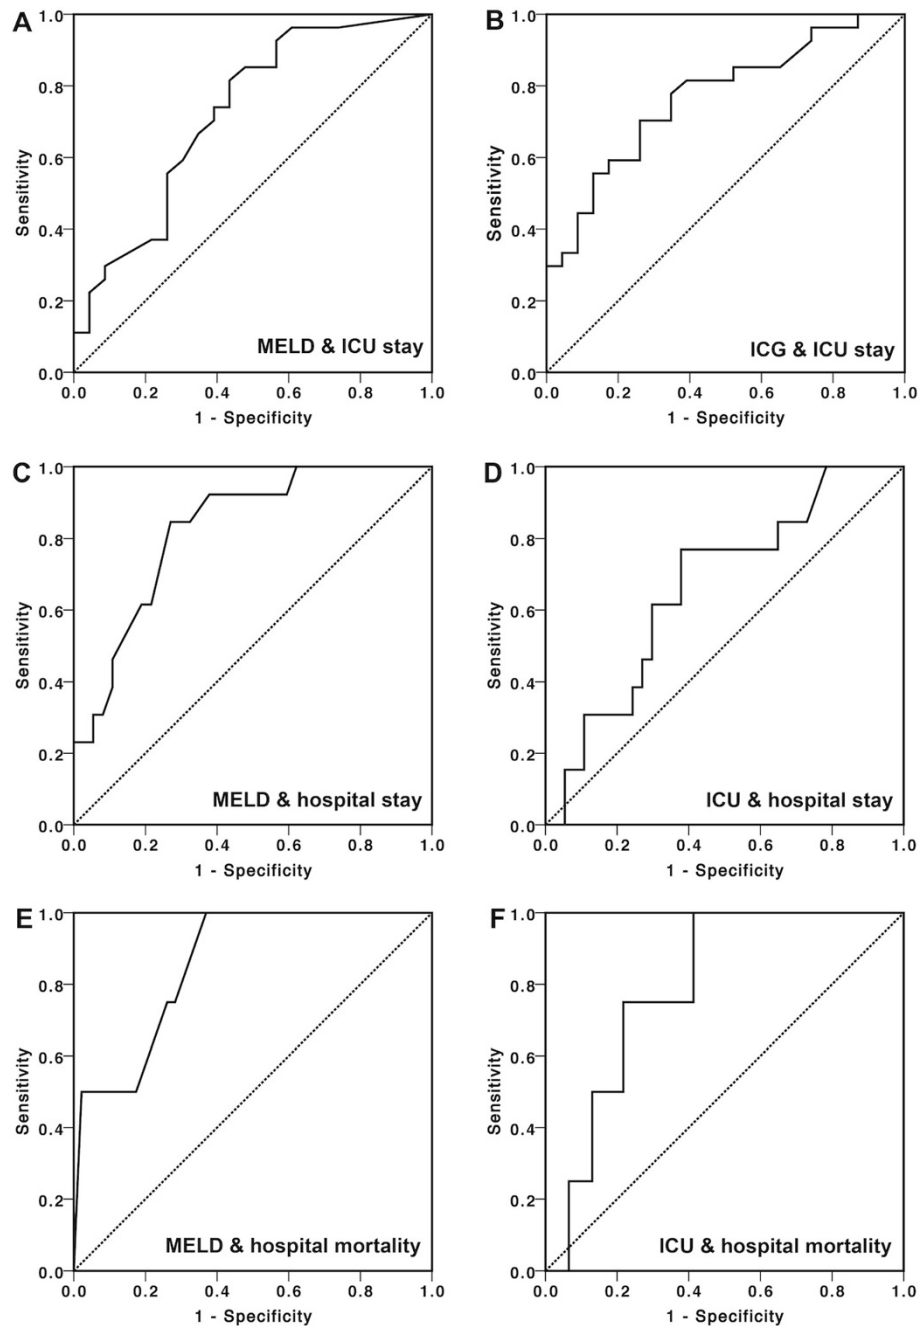 A
B
1.0
0.8
0.6
0.4
0.2
0.0
Sensitivity
MELD & ICU stay
0.0 0.2 0.4 0.6 0.8 1.0
1 - Specificity
1.0
0.8
0.6
0.4
0.2
0.0
Sensitivity
ICG & ICU stay
0.0 0.2 0.4 0.6 0.8 1.0
1 - Specificity
C
D
1.0
0.8
0.6
0.4
0.2
0.0
Sensitivity
MELD & hospital stay
0.0 0.2 0.4 0.6 0.8 1.0
1 - Specificity
1.0
0.8
0.6
0.4
0.2
0.0
Sensitivity
ICU & hospital stay
0.0 0.2 0.4 0.6 0.8 1.0
1 - Specificity
E
F
1.0
0.8
0.6
0.4
0.2
0.0
Sensitivity
MELD & hospital mortality
0.0 0.2 0.4 0.6 0.8 1.0
1 - Specificity
1.0
0.8
0.6
0.4
0.2
0.0
Sensitivity
ICU & hospital mortality
0.0 0.2 0.4 0.6 0.8 1.0
1 - Specificity